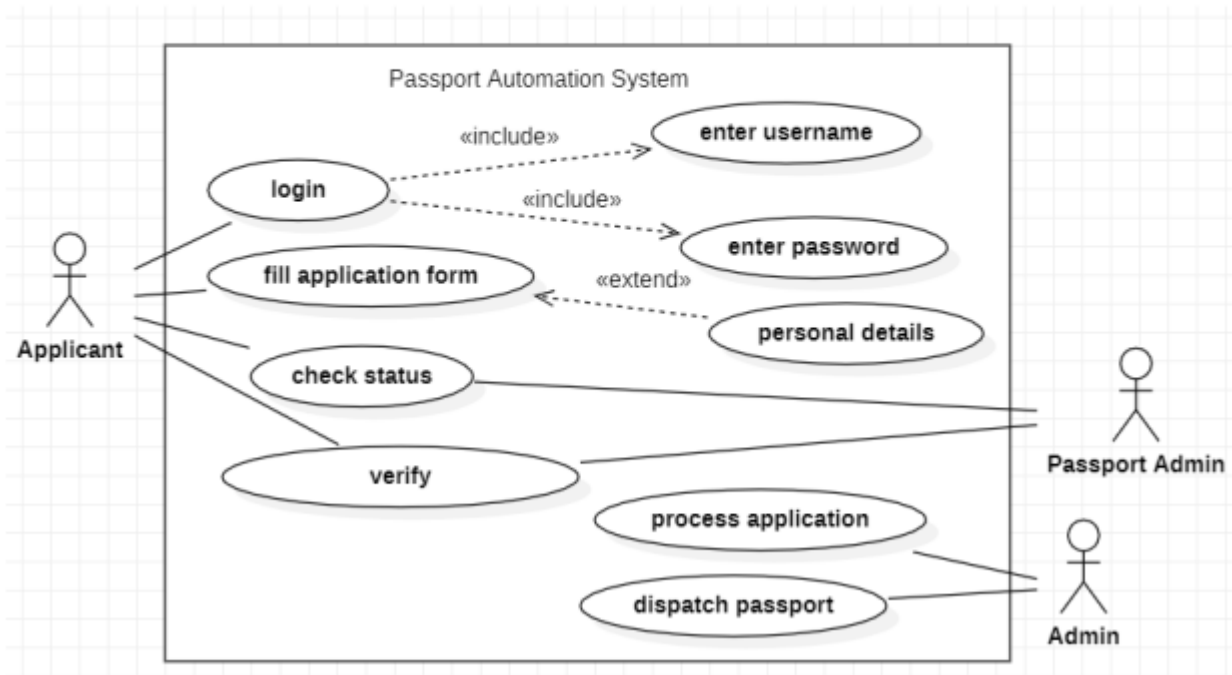 Passport Automation System
«include»
enter username
login
«include»
enter password
fill application form
«extend»
personal details
Applicant
check status
Passport Admin
verify
process application
dispatch passport
Admin